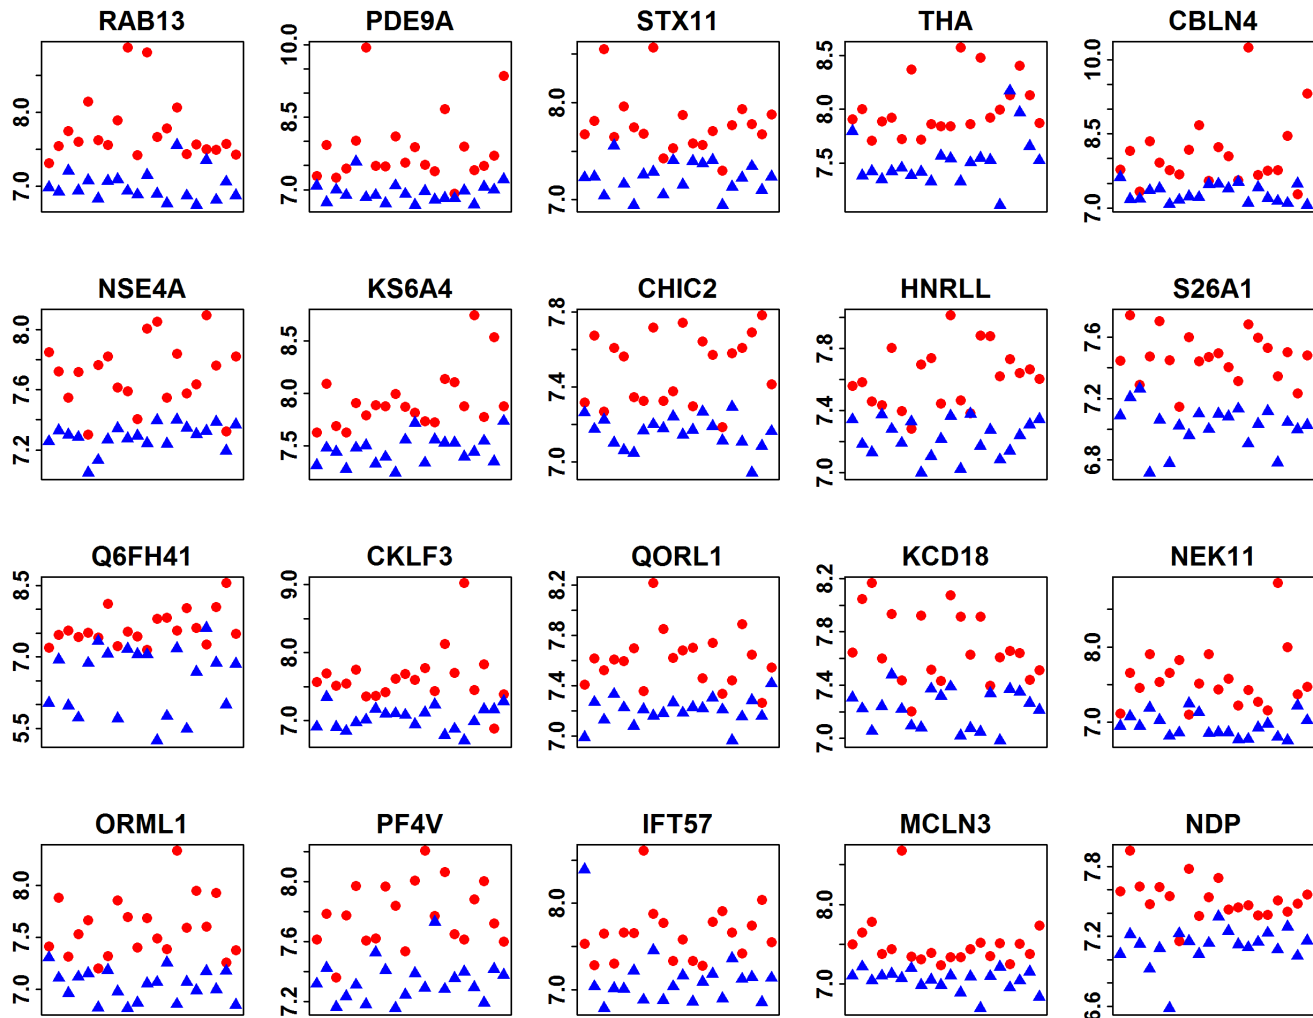 RAB13 PDE9A STX11 THA CBLN4
7.0 8.0
7.0 8.5 10.0
7.0 8.0
7.5 8.0 8.5
7.0 8.5 10.0
NSE4A KS6A4 CHIC2 HNRLL S26A1
7.2 7.6 8.0
7.5 8.0 8.5
7.0 7.4 7.8
7.0 7.4 7.8
6.8 7.2 7.6
Q6FH41 CKLF3 QORL1 KCD18 NEK11
5.5 7.0 8.5
7.0 8.0 9.0
7.0 7.4 7.8 8.2
7.0 7.4 7.8 8.2
7.0 8.0
ORML1 PF4V IFT57 MCLN3 NDP
7.0 7.5 8.0
7.2 7.6 8.0
7.0 8.0
7.0 8.0
6.6 7.2 7.8